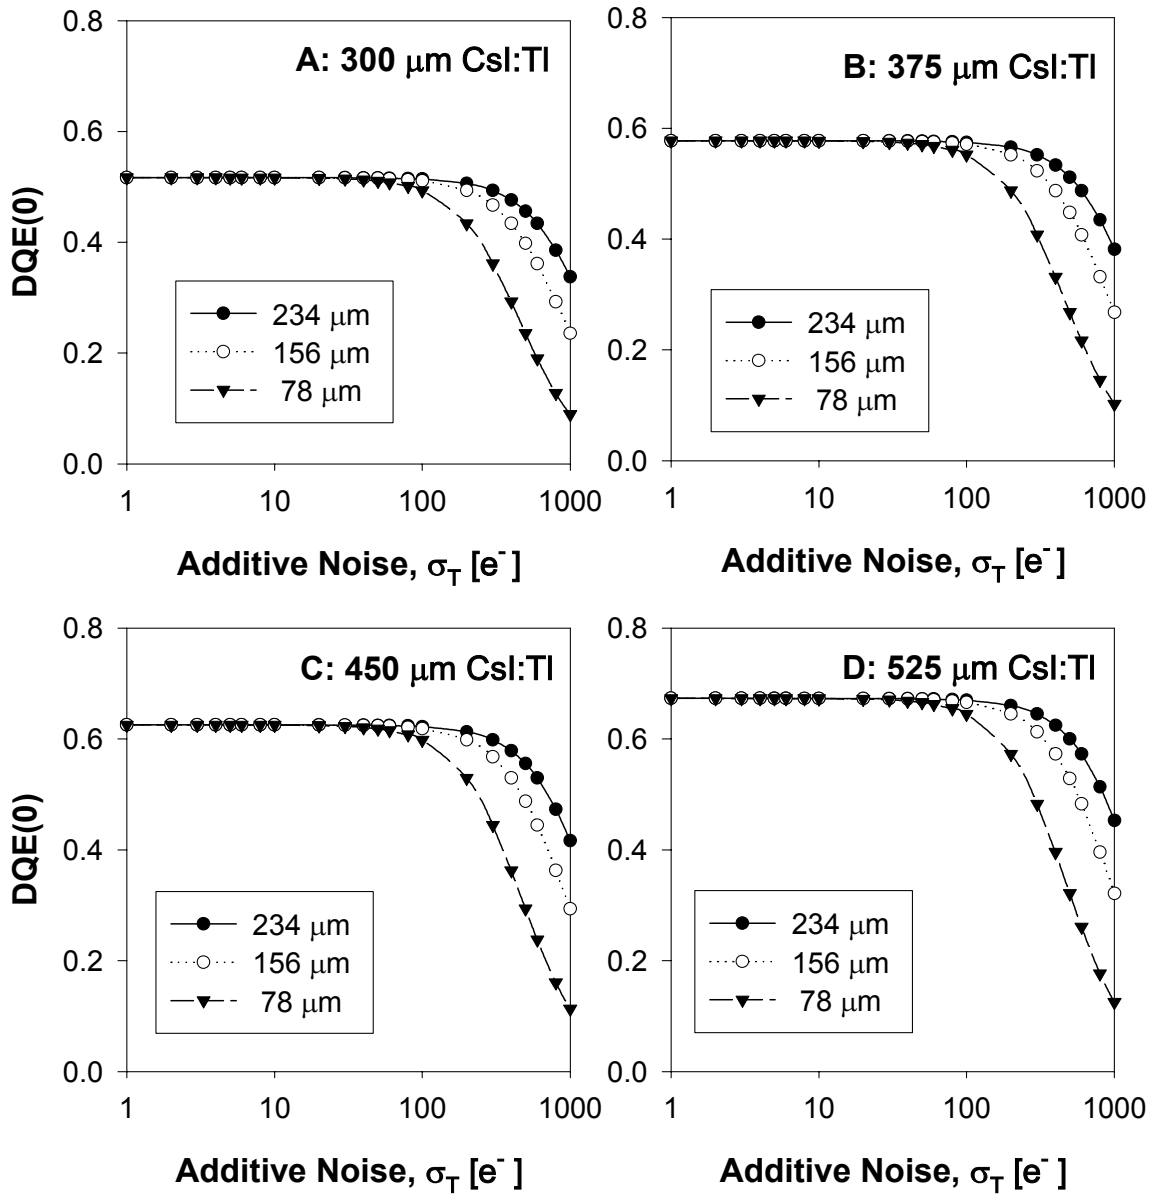 A: 300 μm CsI:Tl
0.8
0.6
0.4
0.2
0.0
DQE(0)
234 μm
156 μm
78 μm
1 10 100 1000
Additive Noise, σT [e-]
B: 375 μm CsI:Tl
0.8
0.6
0.4
0.2
0.0
234 μm
156 μm
78 μm
1 10 100 1000
Additive Noise, σT [e-]
C: 450 μm CsI:Tl
0.8
0.6
0.4
0.2
0.0
DQE(0)
234 μm
156 μm
78 μm
1 10 100 1000
Additive Noise, σT [e-]
D: 525 μm CsI:Tl
0.8
0.6
0.4
0.2
0.0
234 μm
156 μm
78 μm
1 10 100 1000
Additive Noise, σT [e-]